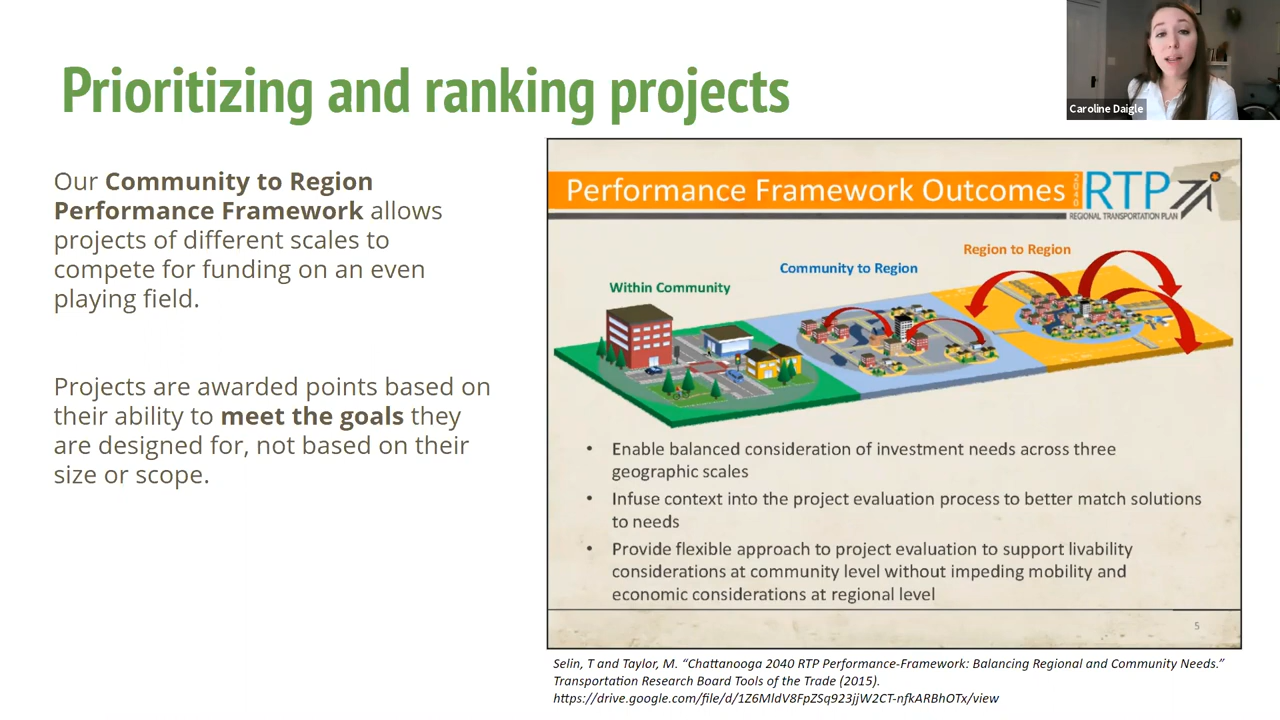 Prioritizing and ranking projects
Caroline Daigle
Our Community to Region
Performance Framework allows
projects of different scales to
compete for funding on an even
playing field.
Projects are awarded points based on
their ability to meet the goals they
are designed for, not based on their
size or scope.
Performance Framework Outcomes
2040
RTP
REGIONAL TRANSPORTATION PLAN
Region to Region
Community to Region
Within Community
• Enable balanced consideration of investment needs across three
geographic scales
• Infuse context into the project evaluation process to better match solutions
to needs
• Provide flexible approach to project evaluation to support livability
considerations at community level without impeding mobility and
economic considerations at regional level
5
Selin, T and Taylor, M. “Chattanooga 2040 RTP Performance-Framework: Balancing Regional and Community Needs.”
Transportation Research Board Tools of the Trade (2015).
https://drive.google.com/file/d/1Z6MldV8FpZSq923jjW2CT-nfkARBhOTx/view